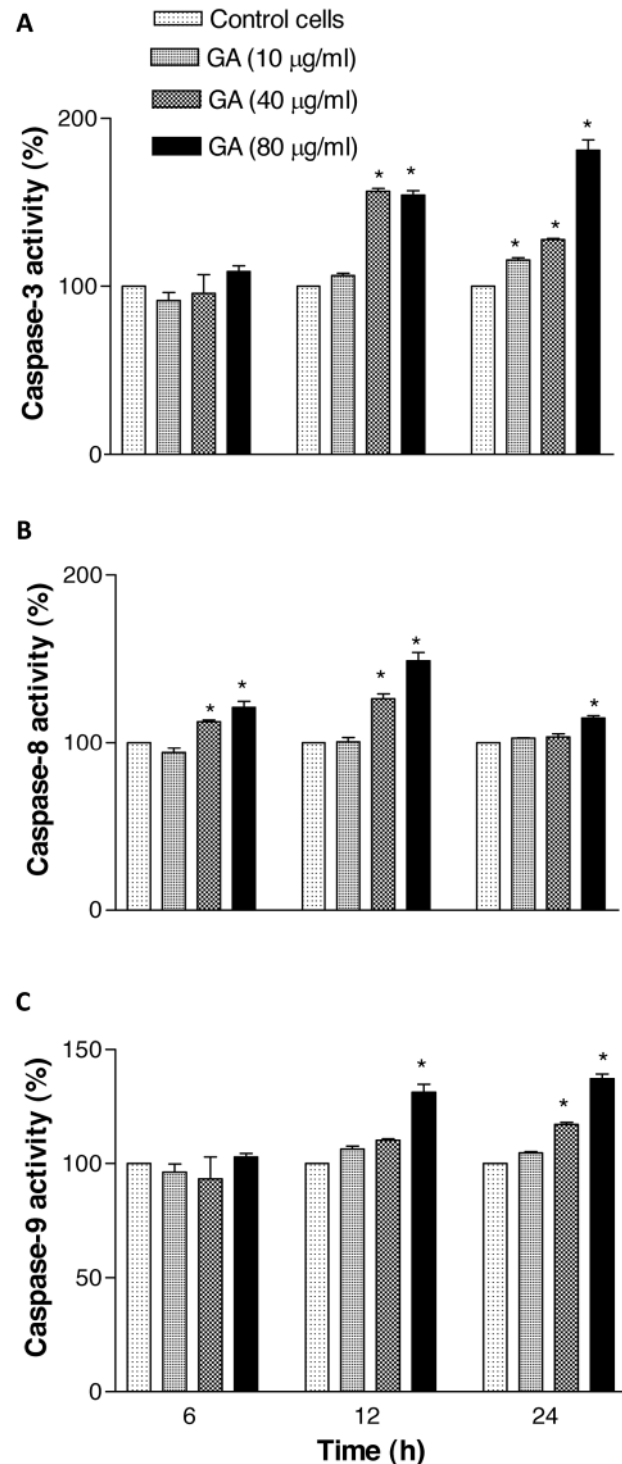 A
Control cells
GA (10 μg/ml)
GA (40 μg/ml)
GA (80 μg/ml)
Caspase-3 activity (%)
200
100
0
* *
* * *
B
Caspase-8 activity (%)
200
100
0
* *
* *
*
C
Caspase-9 activity (%)
150
100
50
0
*
* *
6 12 24
Time (h)